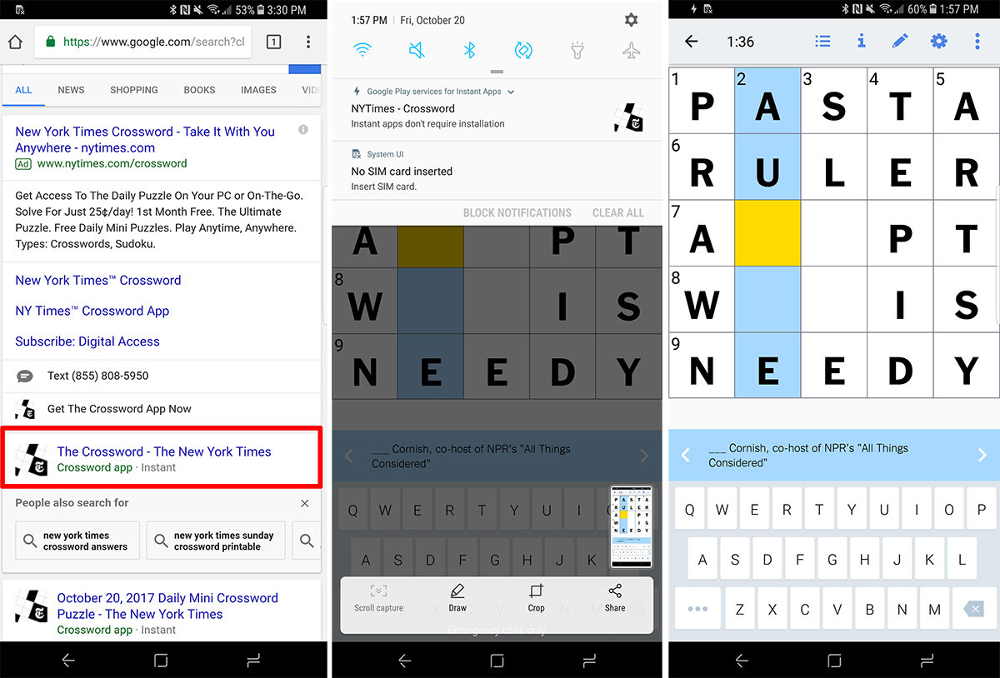 53% 3:30 PM
https://www.google.com/search?cl
1
ALL NEWS SHOPPING BOOKS IMAGES VID
New York Times Crossword - Take It With You
Anywhere - nytimes.com
Ad www.nytimes.com/crossword
Get Access To The Daily Puzzle On Your PC or On-The-Go.
Solve For Just 25¢/day! 1st Month Free. The Ultimate
Puzzle. Free Daily Mini Puzzles. Play Anytime, Anywhere.
Types: Crosswords, Sudoku.
New York Times™ Crossword
NY Times™ Crossword App
Subscribe: Digital Access
Text (855) 808-5950
Get The Crossword App Now
The Crossword - The New York Times
Crossword app · Instant
People also search for
new york times
crossword answers
new york times sunday
crossword printable
October 20, 2017 Daily Mini Crossword
Puzzle - The New York Times
Crossword app · Instant
1:57 PM Fri, October 20
Google Play services for Instant Apps
NYTimes - Crossword
Instant apps don't require installation
System UI
No SIM card inserted
Insert SIM card.
BLOCK NOTIFICATIONS CLEAR ALL
A P T
8 W I S
9 N E E D Y
___ Cornish, co-host of NPR's "All Things
Considered"
Q W E R T Y U I
A S D F G H J K
Scroll capture Draw Crop Share
Emergency calls only
60% 1:57 PM
1:36
1 P 2 A 3 S 4 T 5 A
6 R U L E R
7 A P T
8 W I S
9 N E E D Y
___ Cornish, co-host of NPR's "All Things
Considered"
Q W E R T Y U I O P
A S D F G H J K L
Z X C V B N M